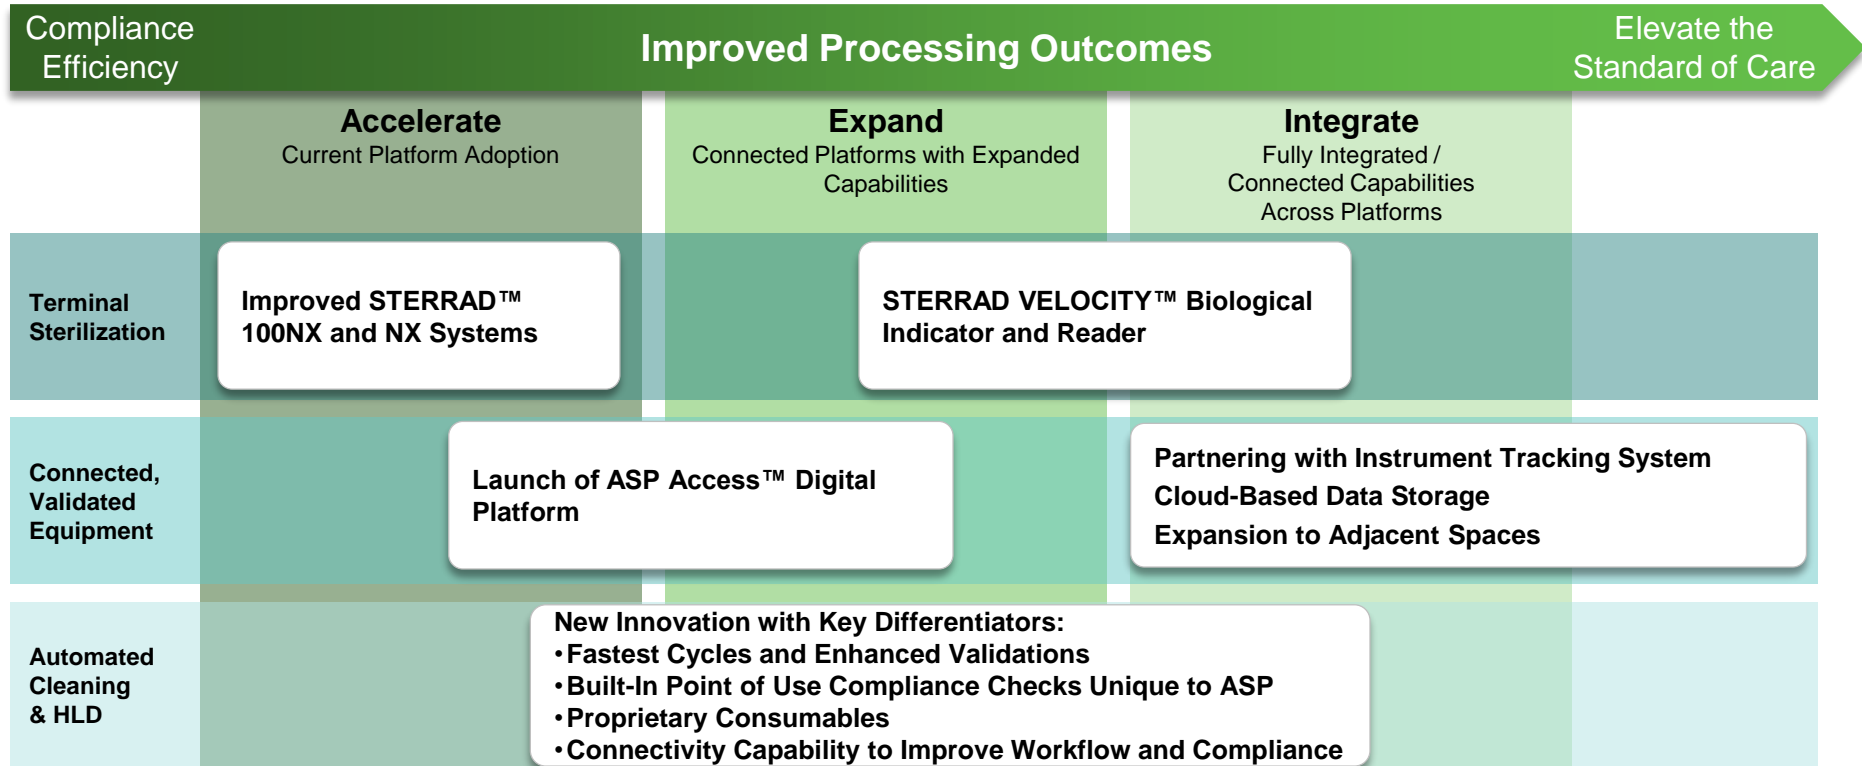 Compliance
Efficiency
Improved Processing Outcomes
Elevate the
Standard of Care
Accelerate
Current Platform Adoption
Expand
Connected Platforms with Expanded
Capabilities
Integrate
Fully Integrated /
Connected Capabilities
Across Platforms
Terminal
Sterilization
Improved STERRAD™
100NX and NX Systems
STERRAD VELOCITY™ Biological
Indicator and Reader
Connected,
Validated
Equipment
Launch of ASP Access™ Digital
Platform
Partnering with Instrument Tracking System
Cloud-Based Data Storage
Expansion to Adjacent Spaces
Automated
Cleaning
& HLD
New Innovation with Key Differentiators:
•Fastest Cycles and Enhanced Validations
•Built-In Point of Use Compliance Checks Unique to ASP
•Proprietary Consumables
•Connectivity Capability to Improve Workflow and Compliance